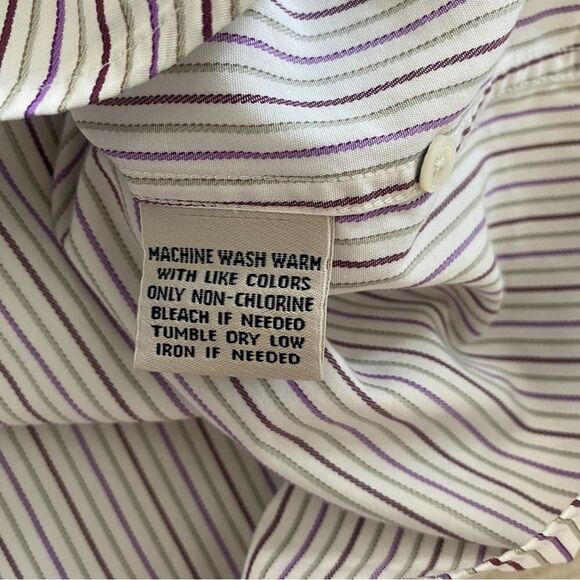 MACHINE WASH WARM
WITH LIKE COLORS
ONLY NON-CHLORINE
BLEACH IF NEEDED
TUMBLE DRY LOW
IRON IF NEEDED